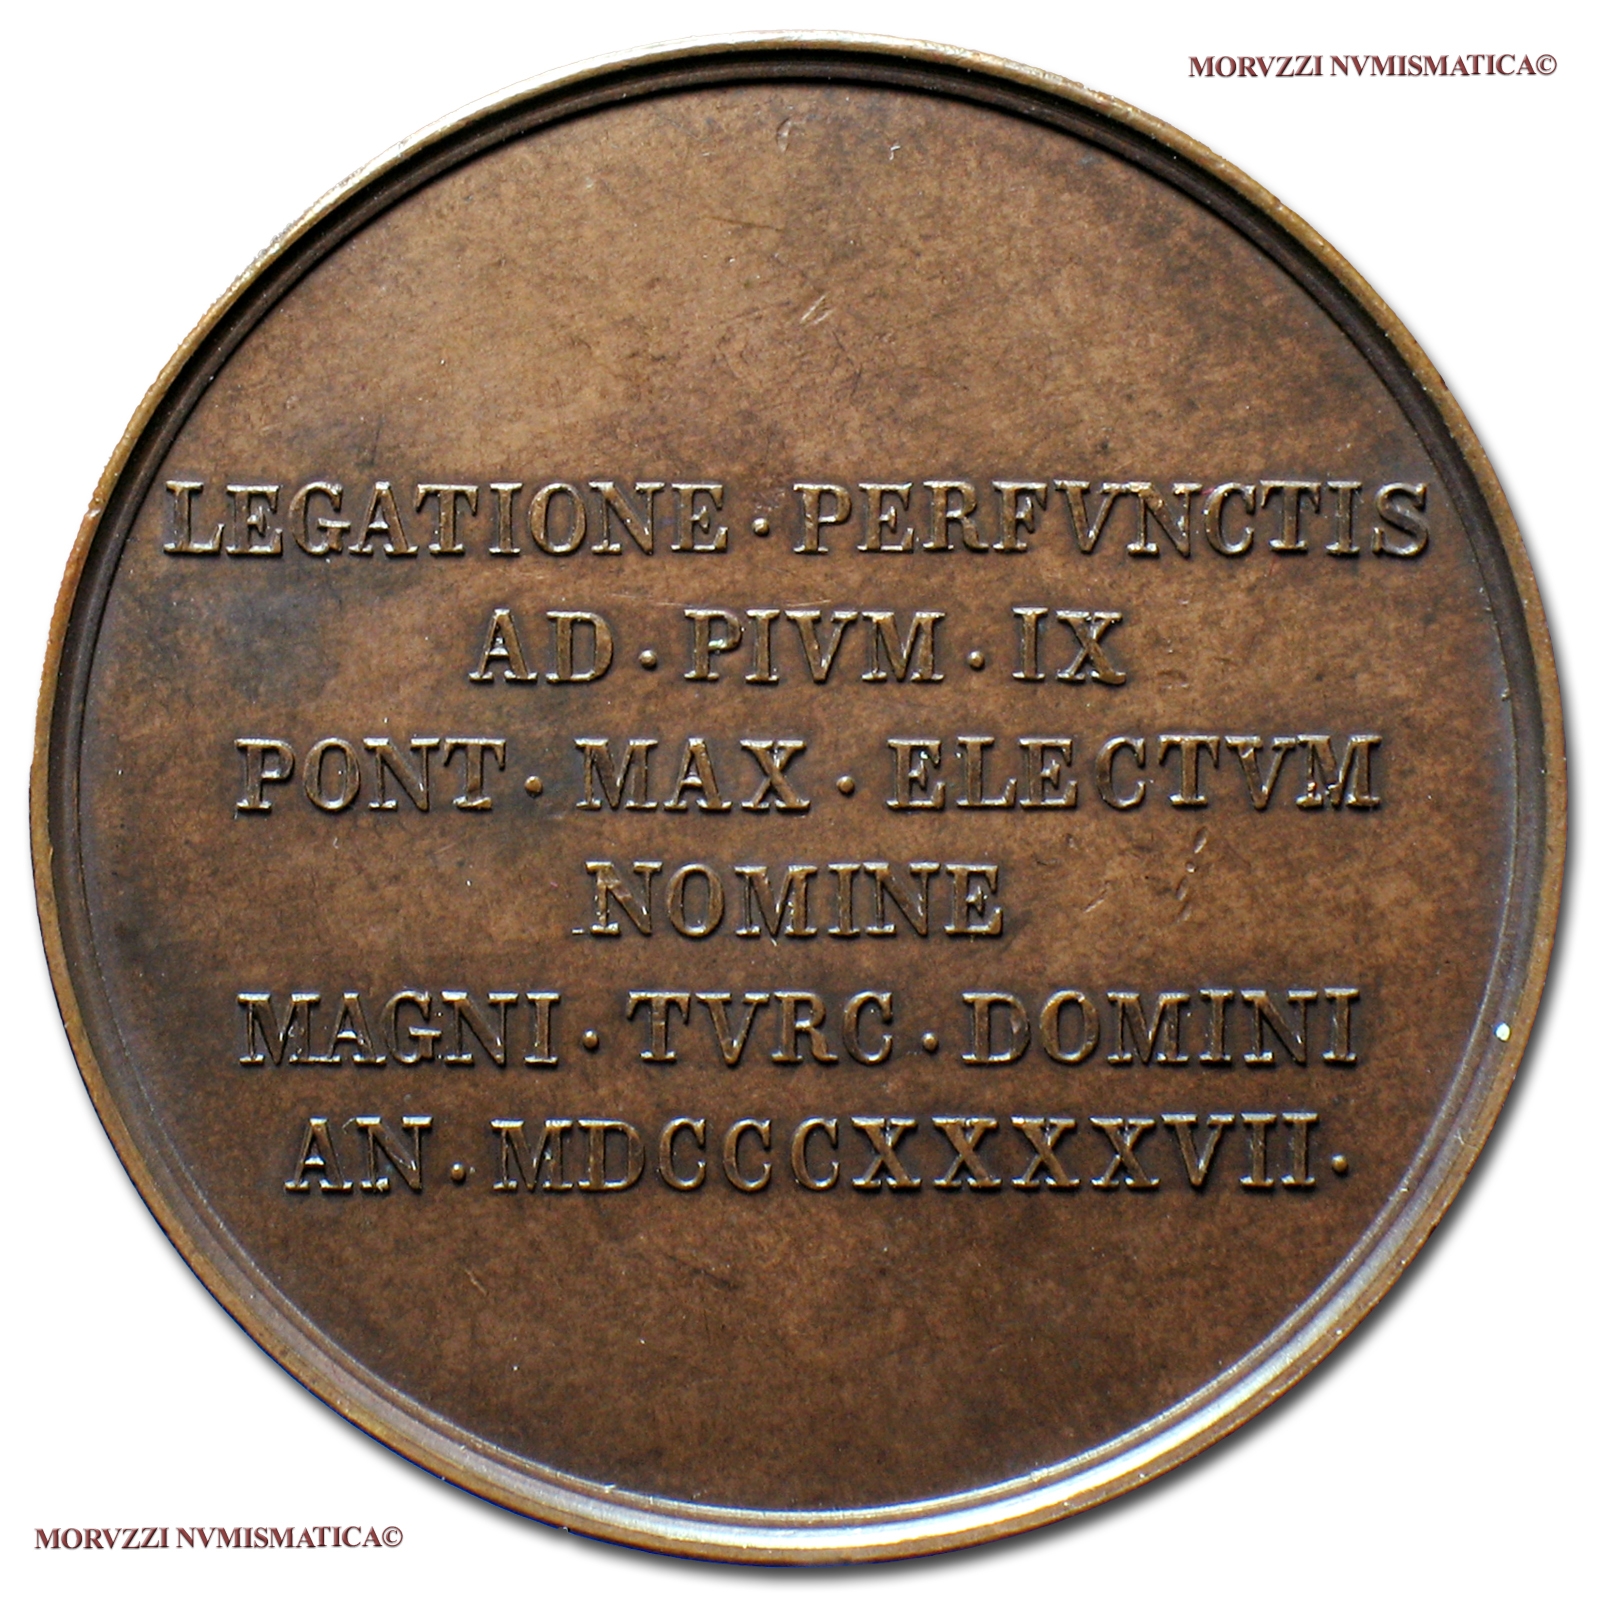 MORVZZI NVMISMATICA©
LEGATIONE · PERFVNCTIS
AD · PIVM · IX
PONT · MAX · ELECTVM
NOMINE
MAGNI · TVRC · DOMINI
AN · MDCCCXXXXVII ·
MORVZZI NVMISMATICA©